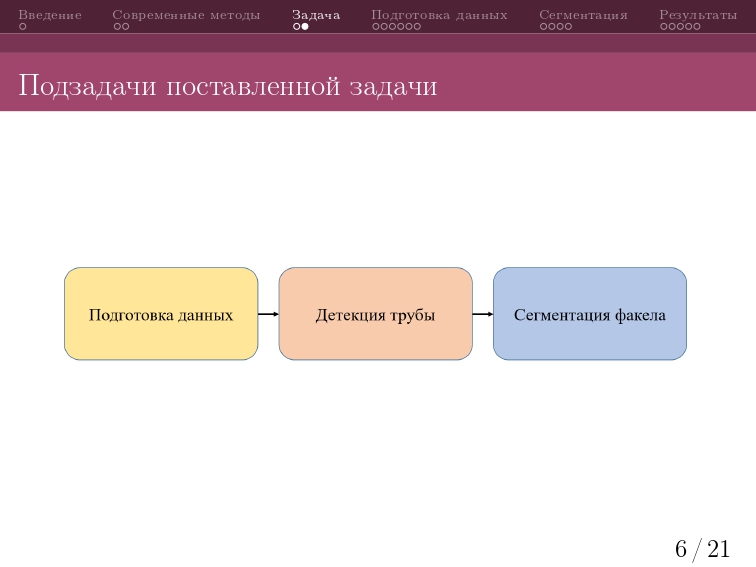 Введение Современные методы Задача Подготовка данных Сегментация Результаты
Подзадачи поставленной задачи
Подготовка данных Детекция трубы Сегментация факела
6 / 21